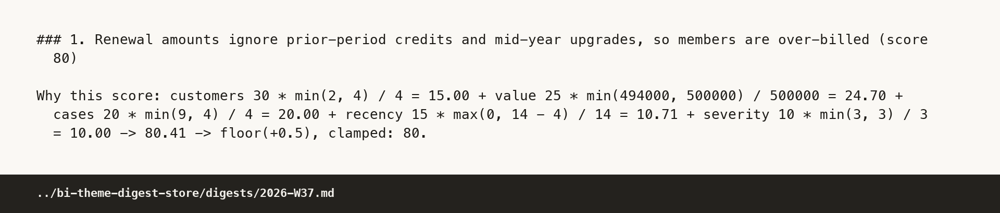 ### 1. Renewal amounts ignore prior-period credits and mid-year upgrades, so members are over-billed (score
80)
Why this score: customers 30 * min(2, 4) / 4 = 15.00 + value 25 * min(494000, 500000) / 500000 = 24.70 +
cases 20 * min(9, 4) / 4 = 20.00 + recency 15 * max(0, 14 - 4) / 14 = 10.71 + severity 10 * min(3, 3) / 3
= 10.00 -> 80.41 -> floor(+0.5), clamped: 80.
../bi-theme-digest-store/digests/2026-W37.md